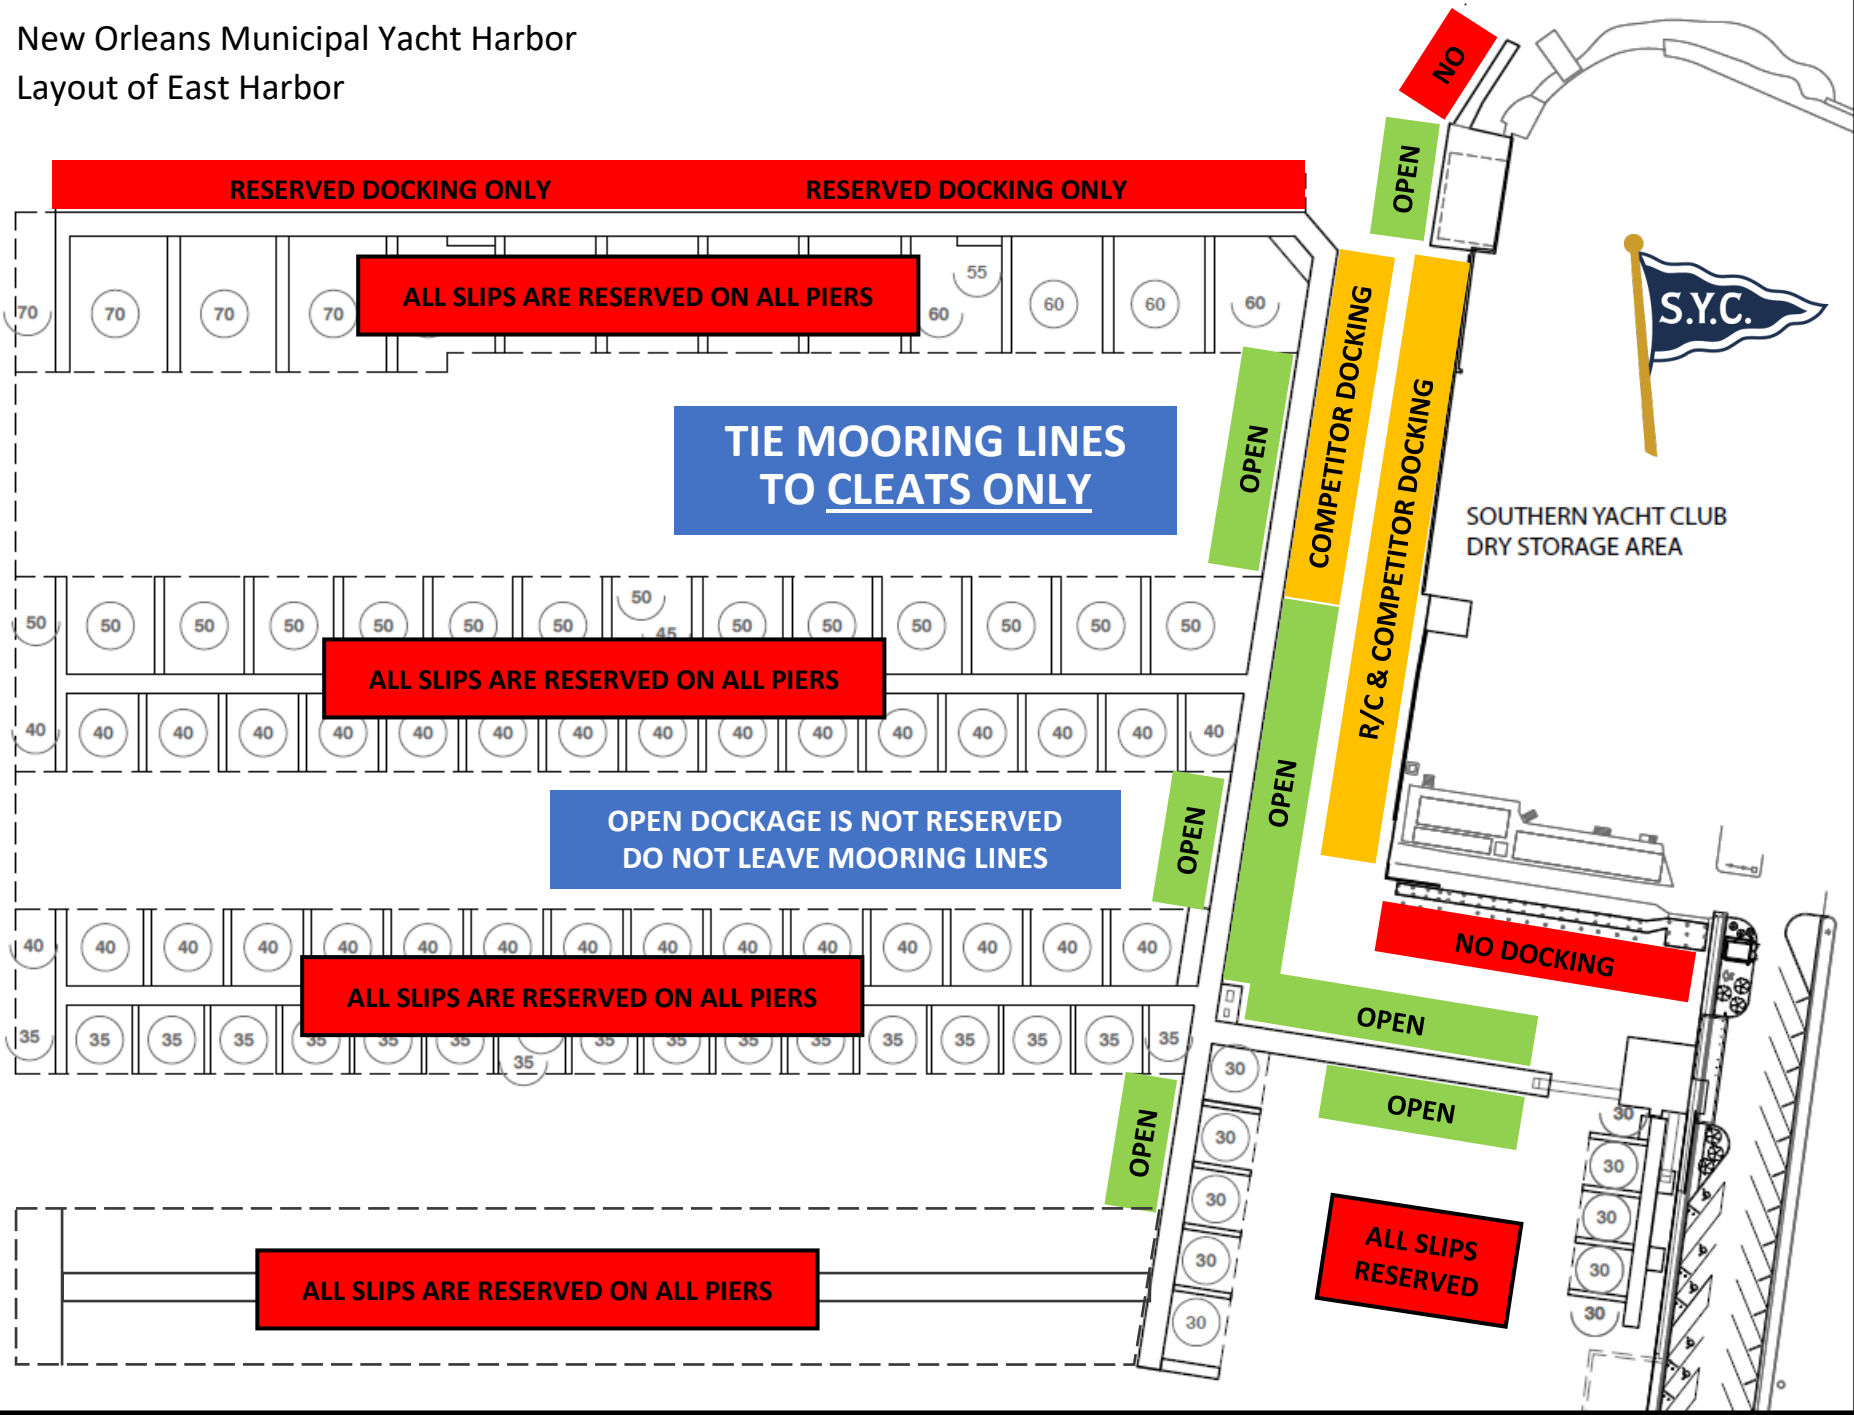 New Orleans Municipal Yacht Harbor
Layout of East Harbor
NO
OPEN
RESERVED DOCKING ONLY RESERVED DOCKING ONLY
70 70 70 70 60 55 60 60 60
ALL SLIPS ARE RESERVED ON ALL PIERS
S.Y.C.
COMPETITOR DOCKING
R/C & COMPETITOR DOCKING
OPEN
TIE MOORING LINES
TO CLEATS ONLY
SOUTHERN YACHT CLUB
DRY STORAGE AREA
50 50 50 50 50 50 50 50 50 50 50 50 50 50
45
ALL SLIPS ARE RESERVED ON ALL PIERS
40 40 40 40 40 40 40 40 40 40 40 40 40 40 40 40
OPEN
OPEN
OPEN DOCKAGE IS NOT RESERVED
DO NOT LEAVE MOORING LINES
NO DOCKING
40 40 40 40 40 40 40 40 40 40 40 40 40 40 40
ALL SLIPS ARE RESERVED ON ALL PIERS
35 35 35 35 35 35 35 35 35 35 35 35 35 35 35 35 35
OPEN
OPEN
OPEN
30 30 30 30 30
30 30 30 30 30
ALL SLIPS
RESERVED
ALL SLIPS ARE RESERVED ON ALL PIERS